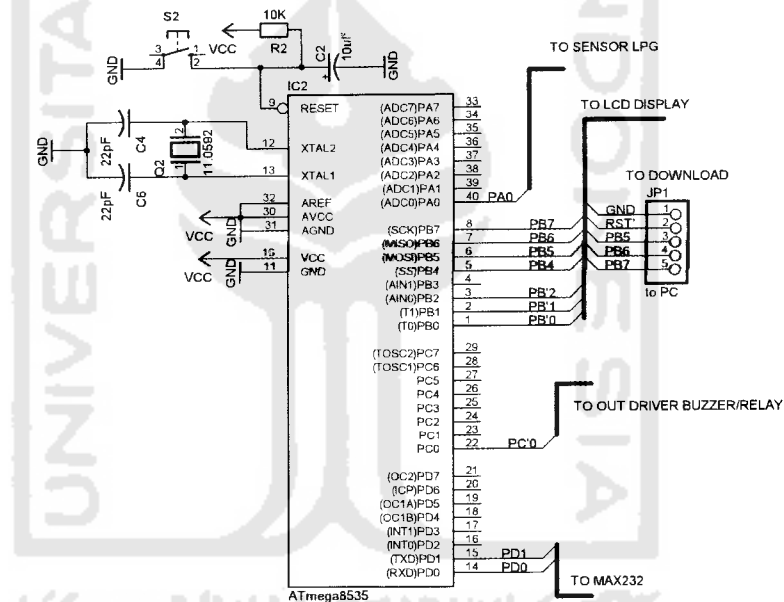 S2
10K
R2
VCC
C2
10uF
GND
3
4
1
2
GND
IC2
TO SENSOR LPG
TO LCD DISPLAY
TO DOWNLOAD
JP1
GND
22pF
C4
22pF
C6
Q2
2
1
11.0592
9
RESET
12
XTAL2
13
XTAL1
32
AREF
30
AVCC
31
AGND
VCC
GND
10
VCC
11
GND
VCC
GND
(ADC7)PA7 33
(ADC6)PA6 34
(ADC5)PA5 35
(ADC4)PA4 36
(ADC3)PA3 37
(ADC2)PA2 38
(ADC1)PA1 39
(ADC0)PA0 40 PA0
(SCK)PB7 8 PB7
(MISO)PB6 7 PB6
(MOSI)PB5 6 PB5
(SS)PB4 5 PB4
(AIN1)PB3 4
(AIN0)PB2 3 PB'2
(T1)PB1 2 PB'1
(T0)PB0 1 PB'0
GND 1
RST' 2
PB5 3
PB6 4
PB7 5
to PC
(TOSC2)PC7 29
(TOSC1)PC6 28
PC5 27
PC4 26
PC3 25
PC2 24
PC1 23
PC0 22 PC'0
TO OUT DRIVER BUZZER/RELAY
(OC2)PD7 21
(ICP)PD6 20
(OC1A)PD5 19
(OC1B)PD4 18
(INT1)PD3 17
(INT0)PD2 16
(TXD)PD1 15 PD1
(RXD)PD0 14 PD0
TO MAX232
ATmega8535
UNIVERSITA
NDONESIA